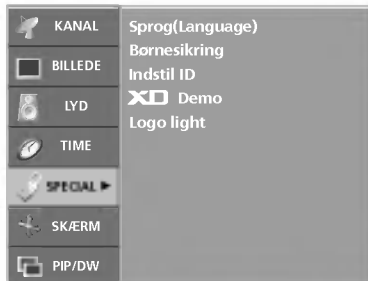 KANAL
BILLEDE
LYD
TIME
SPECIAL ►
SKÆRM
PIP/DW
Sprog(Language)
Børnesikring
Indstil ID
XD Demo
Logo light